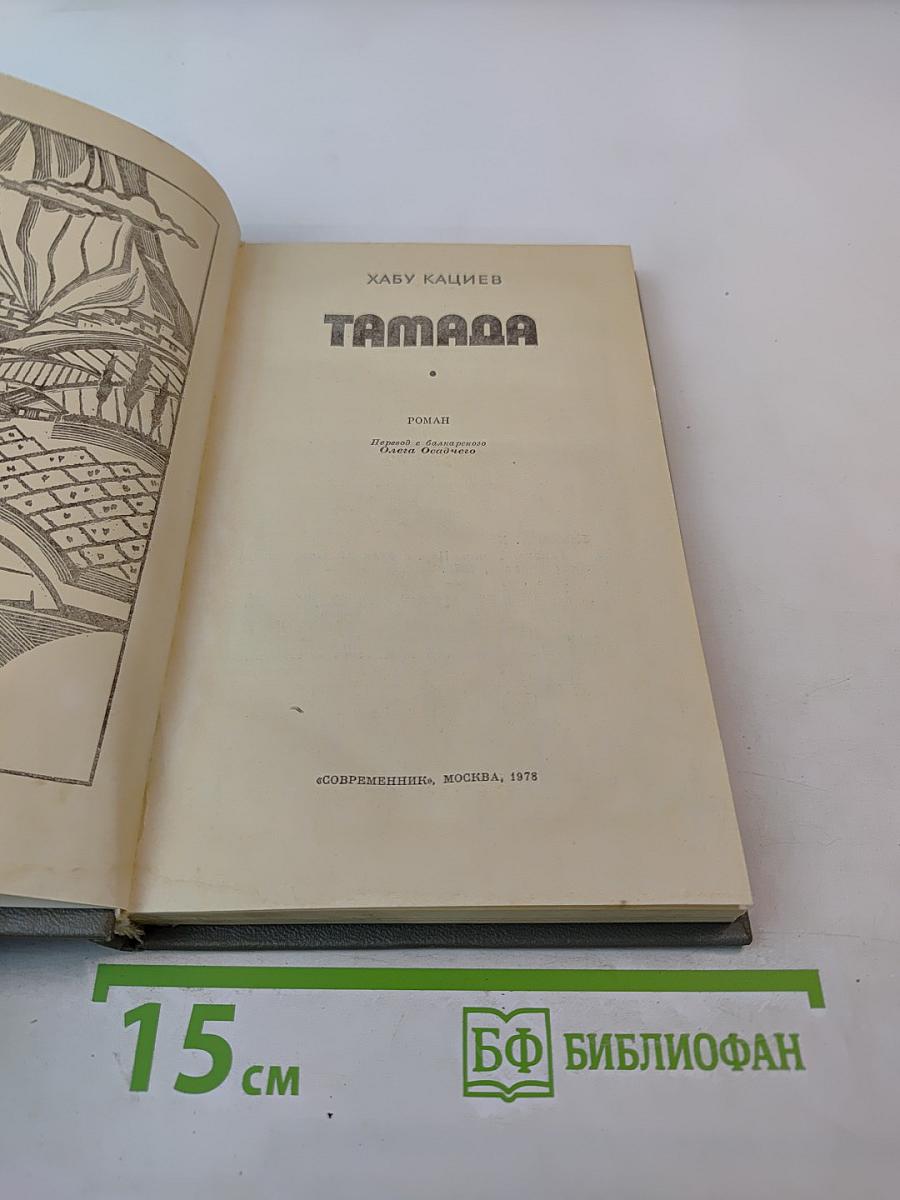 ХАБУ КАЦИЕВ
ТАМАДА
РОМАН
Перевод с балкарского
Олега Осадчего
«СОВРЕМЕННИК», МОСКВА, 1978
15 см
БФ БИБЛИОФАН